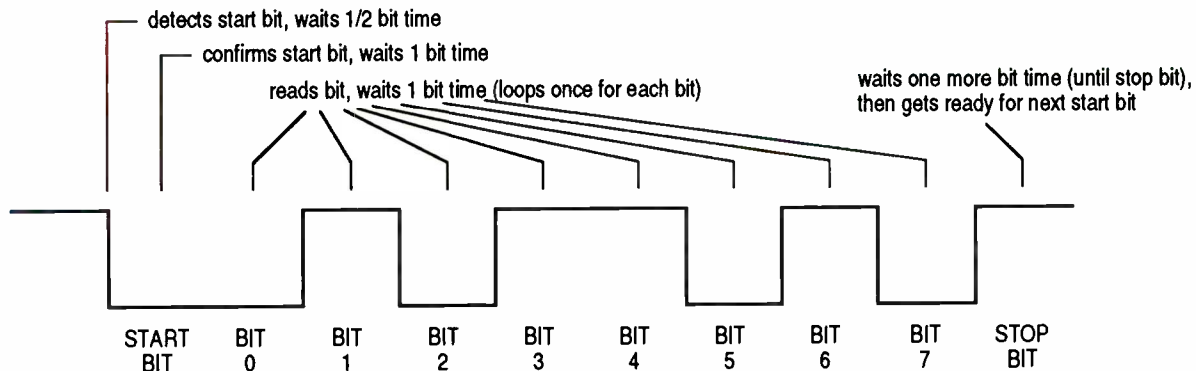 detects start bit, waits 1/2 bit time
confirms start bit, waits 1 bit time
reads bit, waits 1 bit time (loops once for each bit)
waits one more bit time (until stop bit),
then gets ready for next start bit
START BIT BIT BIT BIT BIT BIT BIT BIT STOP
BIT 0 1 2 3 4 5 6 7 BIT